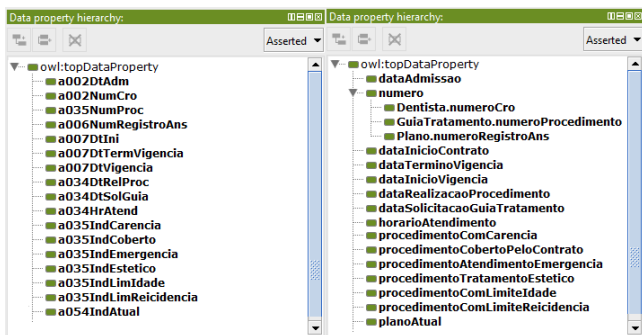 Data property hierarchy:
Asserted
owl:topDataProperty
a002DtAdm
a002NumCro
a035NumProc
a006NumRegistroAns
a007DtIni
a007DtTermVigencia
a007DtVigencia
a034DtRelProc
a034DtSolGuia
a034HrAtend
a035IndCarencia
a035IndCoberto
a035IndEmergencia
a035IndEstetico
a035IndLimIdade
a035IndLimReicidencia
a054IndAtual
Data property hierarchy:
Asserted
owl:topDataProperty
dataAdmissao
numero
Dentista.numeroCro
GuiaTratamento.numeroProcedimento
Plano.numeroRegistroAns
dataInicioContrato
dataTerminoVigencia
dataInicioVigencia
dataRealizacaoProcedimento
dataSolicitacaoGuiaTratamento
horarioAtendimento
procedimentoComCarencia
procedimentoCobertoPeloContrato
procedimentoAtendimentoEmergencia
procedimentoTratamentoEstetico
procedimentoComLimiteIdade
procedimentoComLimiteReicidencia
planoAtual